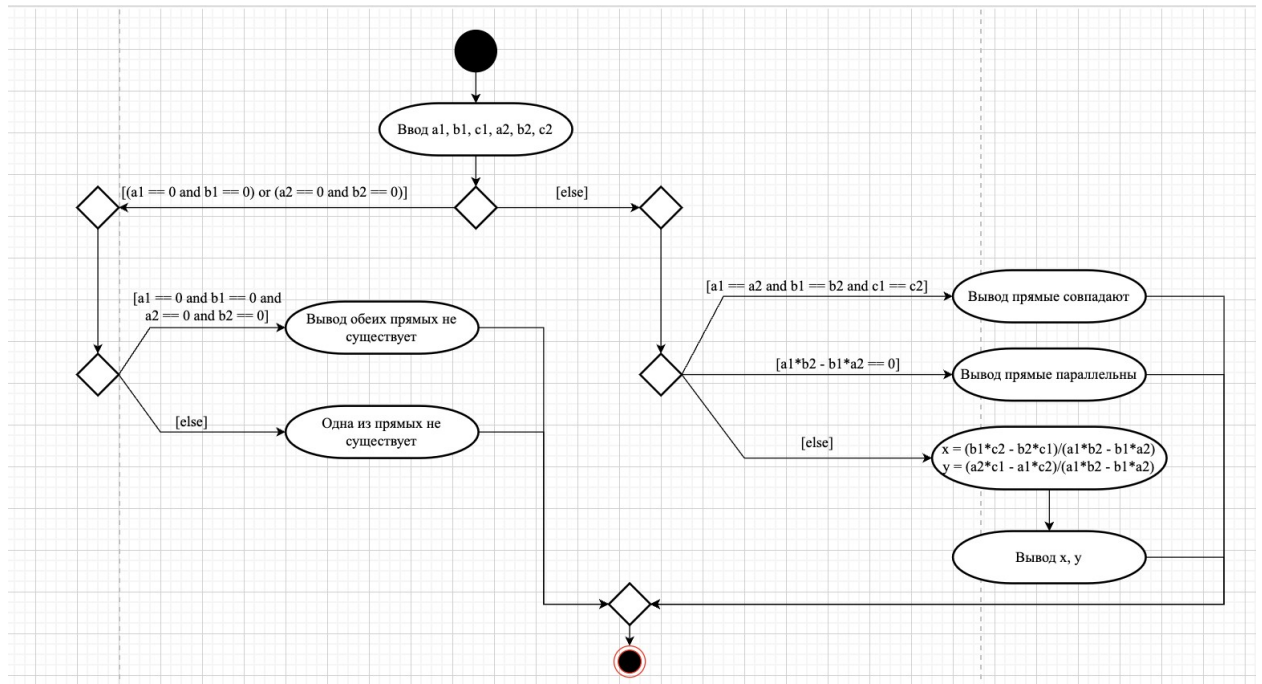 Ввод a1, b1, c1, a2, b2, c2
[(a1 == 0 and b1 == 0) or (a2 == 0 and b2 == 0)]
[else]
[a1 == 0 and b1 == 0 and
a2 == 0 and b2 == 0]
Вывод обеих прямых не
существует
[else]
Одна из прямых не
существует
[a1 == a2 and b1 == b2 and c1 == c2]
Вывод прямые совпадают
[a1*b2 - b1*a2 == 0]
Вывод прямые параллельны
[else]
x = (b1*c2 - b2*c1)/(a1*b2 - b1*a2)
y = (a2*c1 - a1*c2)/(a1*b2 - b1*a2)
Вывод x, y